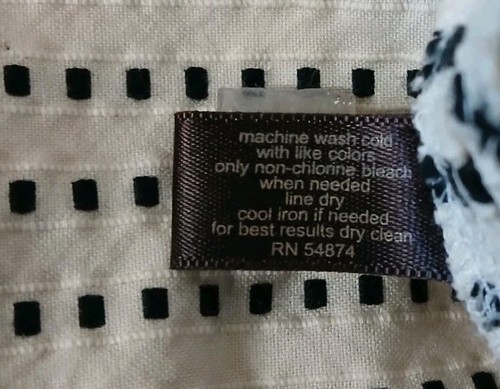 machine wash cold
with like colors
only non-chlorine bleach
when needed
line dry
cool iron if needed
for best results dry clean
RN 54874